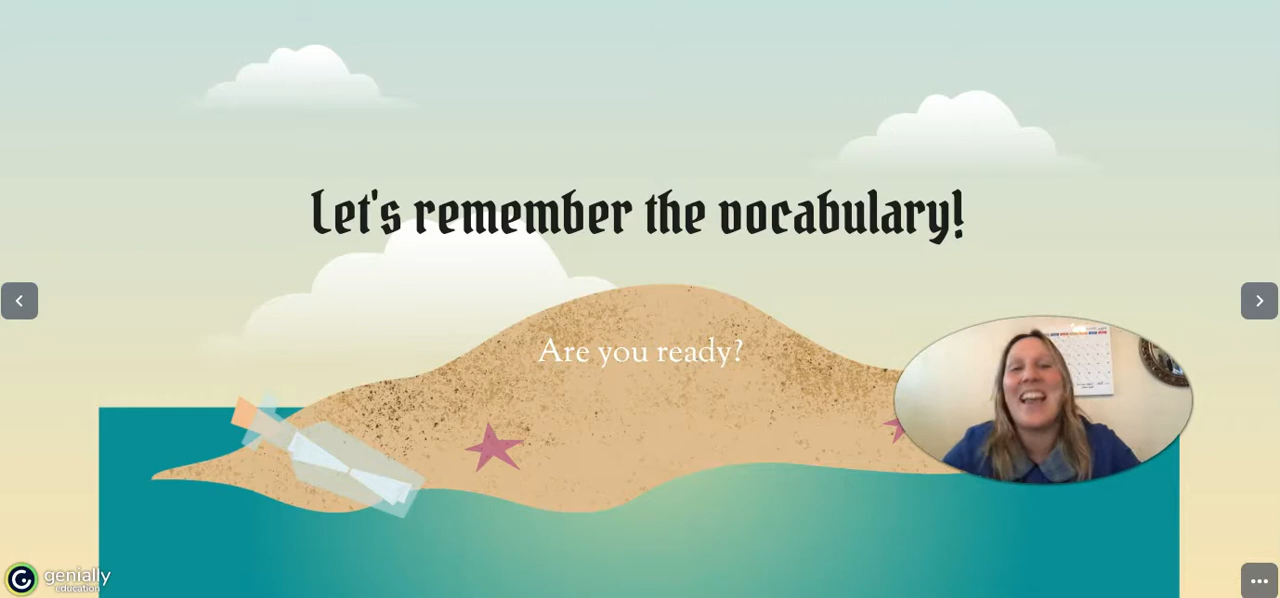 Let's remember the vocabulary!
Are you ready?
genially
education